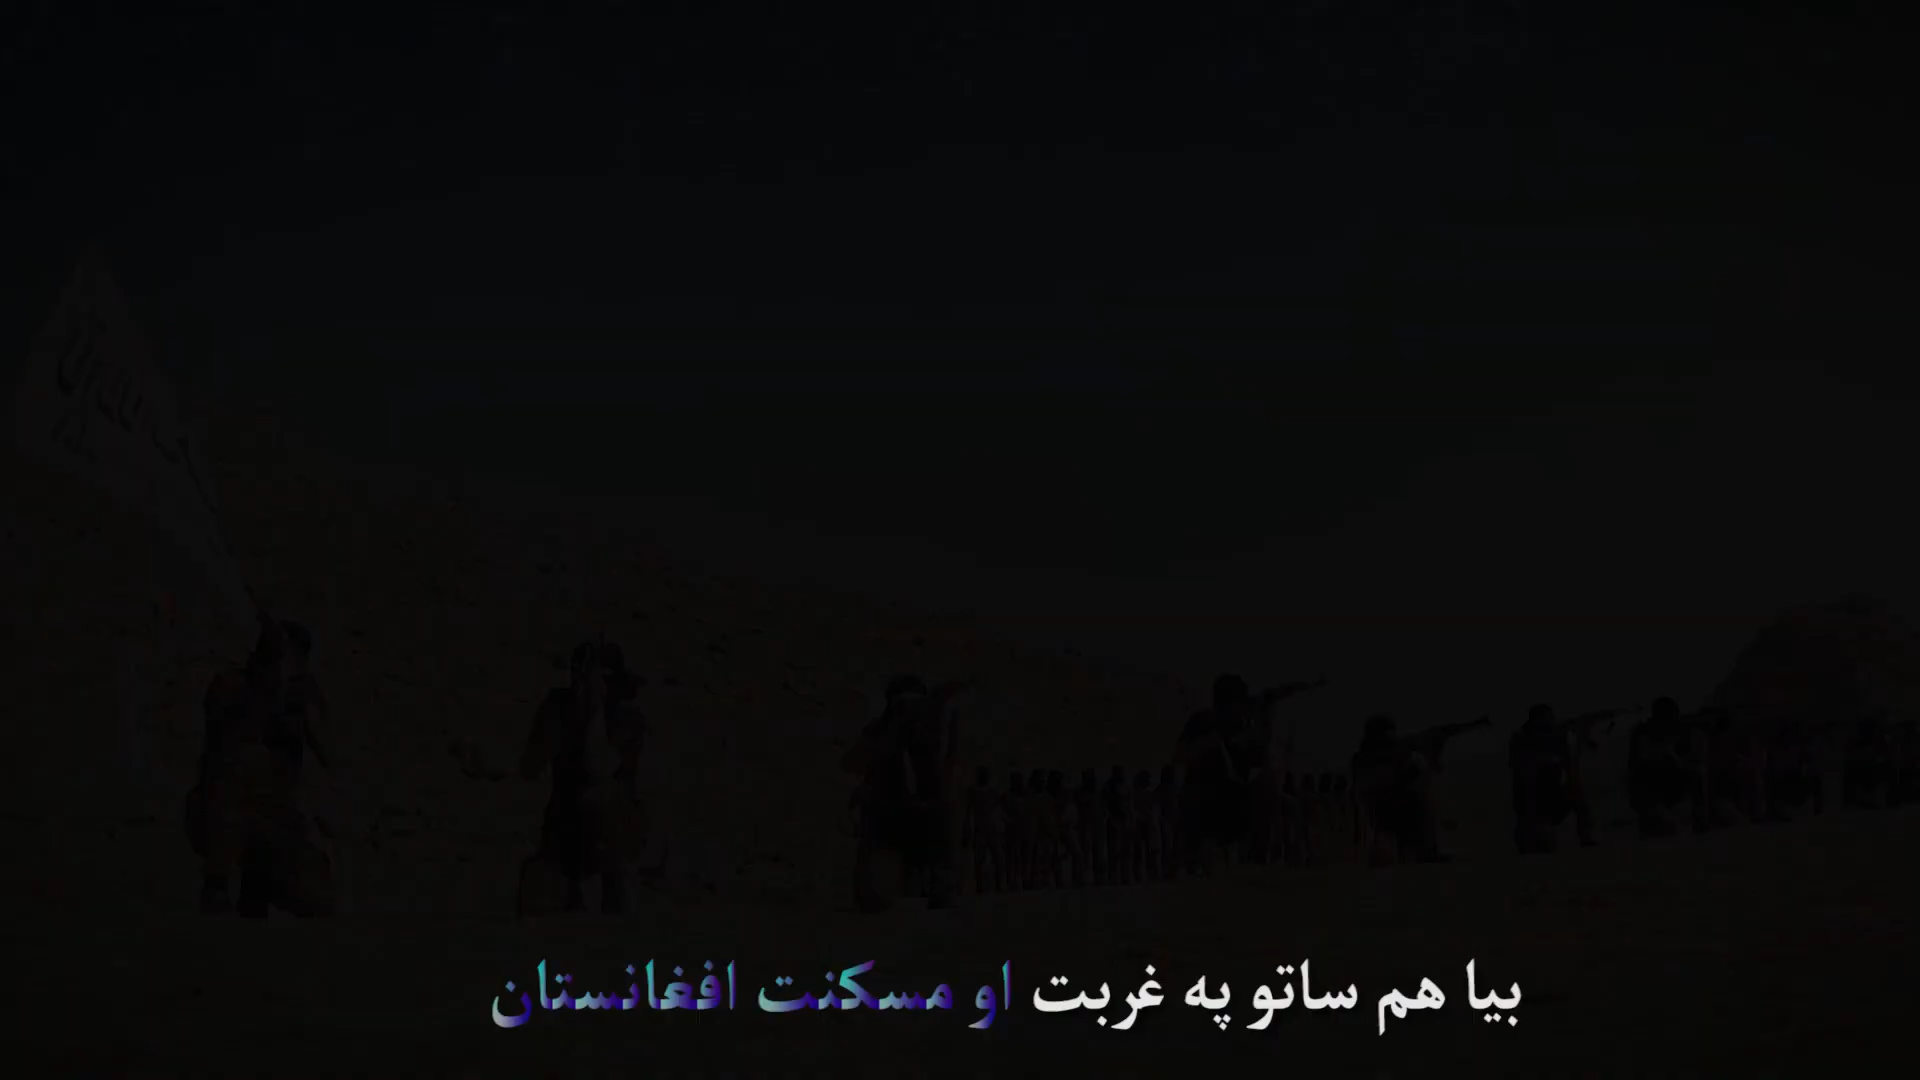 بیا هم ساتو په غربت او مسکنت افغانستان